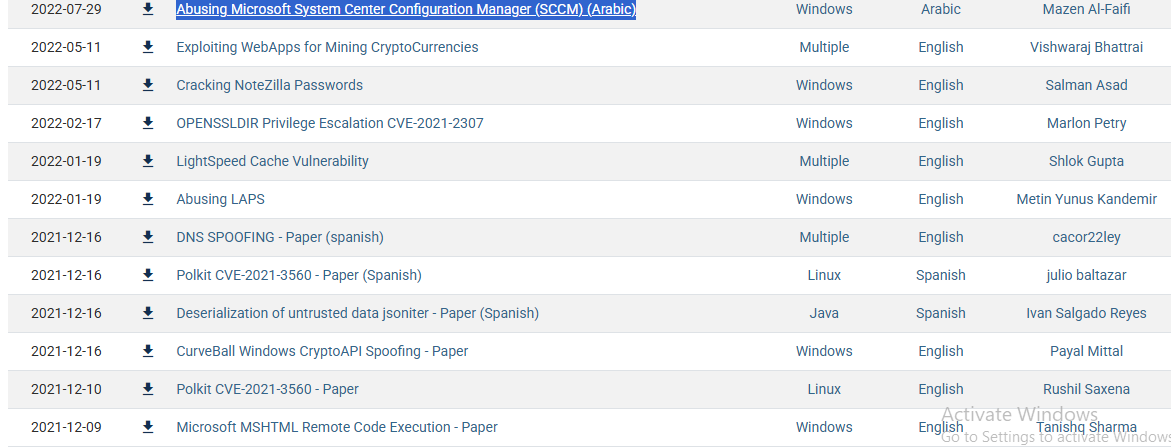 2022-07-29 Abusing Microsoft System Center Configuration Manager (SCCM) (Arabic) Windows Arabic Mazen Al-Faifi
2022-05-11 Exploiting WebApps for Mining CryptoCurrencies Multiple English Vishwaraj Bhattrai
2022-05-11 Cracking NoteZilla Passwords Windows English Salman Asad
2022-02-17 OPENSSLDIR Privilege Escalation CVE-2021-2307 Windows English Marlon Petry
2022-01-19 LightSpeed Cache Vulnerability Multiple English Shlok Gupta
2022-01-19 Abusing LAPS Windows English Metin Yunus Kandemir
2021-12-16 DNS SPOOFING - Paper (spanish) Multiple English cacor22ley
2021-12-16 Polkit CVE-2021-3560 - Paper (Spanish) Linux Spanish julio baltazar
2021-12-16 Deserialization of untrusted data jsoniter - Paper (Spanish) Java Spanish Ivan Salgado Reyes
2021-12-16 CurveBall Windows CryptoAPI Spoofing - Paper Windows English Payal Mittal
2021-12-10 Polkit CVE-2021-3560 - Paper Linux English Rushil Saxena
Activate Windows
2021-12-09 Microsoft MSHTML Remote Code Execution - Paper Windows English Tanishq Sharma
Go to Settings to activate Windows